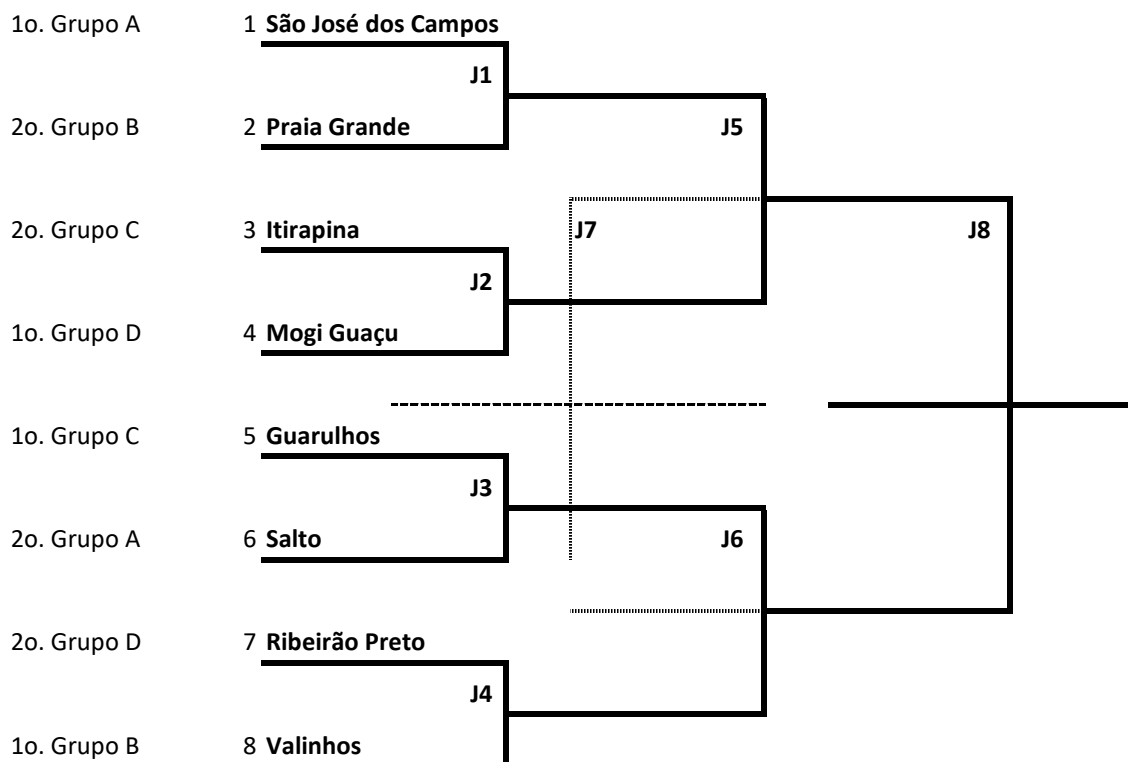 1o. Grupo A 1 São José dos Campos
J1
2o. Grupo B 2 Praia Grande J5
2o. Grupo C 3 Itirapina J7 J8
J2
1o. Grupo D 4 Mogi Guaçu
1o. Grupo C 5 Guarulhos
J3
2o. Grupo A 6 Salto J6
2o. Grupo D 7 Ribeirão Preto
J4
1o. Grupo B 8 Valinhos